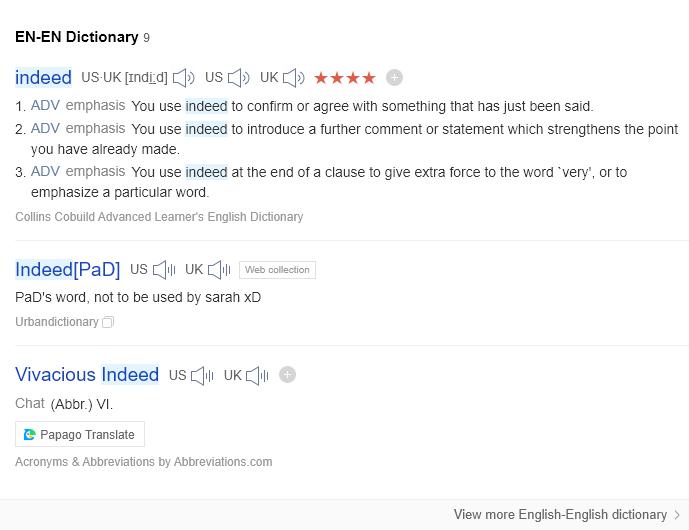 EN-EN Dictionary 9
indeed US·UK [ɪndiːd] US UK ★★★★ +
1. ADV emphasis You use indeed to confirm or agree with something that has just been said.
2. ADV emphasis You use indeed to introduce a further comment or statement which strengthens the point
you have already made.
3. ADV emphasis You use indeed at the end of a clause to give extra force to the word `very', or to
emphasize a particular word.
Collins Cobuild Advanced Learner's English Dictionary
Indeed[PaD] US UK Web collection
PaD's word, not to be used by sarah xD
Urbandictionary
Vivacious Indeed US UK +
Chat (Abbr.) VI.
Papago Translate
Acronyms & Abbreviations by Abbreviations.com
View more English-English dictionary >